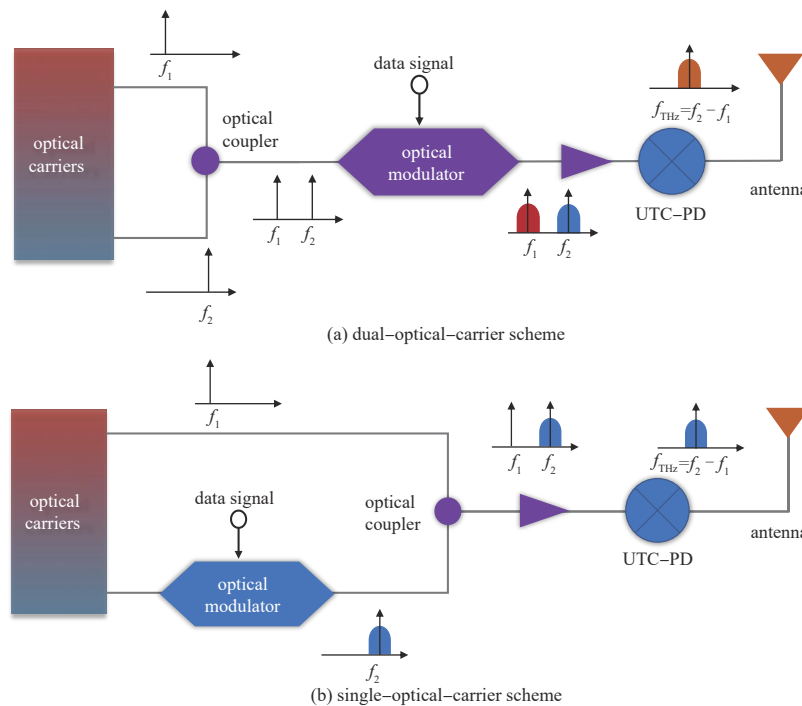 f₁
data signal
optical
coupler
optical
carriers
optical
modulator
f_THz=f₂−f₁
f₁ f₂
UTC−PD
antenna
f₁ f₂
f₂
(a) dual−optical−carrier scheme
f₁
f₁ f₂
f_THz=f₂−f₁
optical
carriers
data signal
optical
coupler
UTC−PD
antenna
optical
modulator
f₂
(b) single−optical−carrier scheme